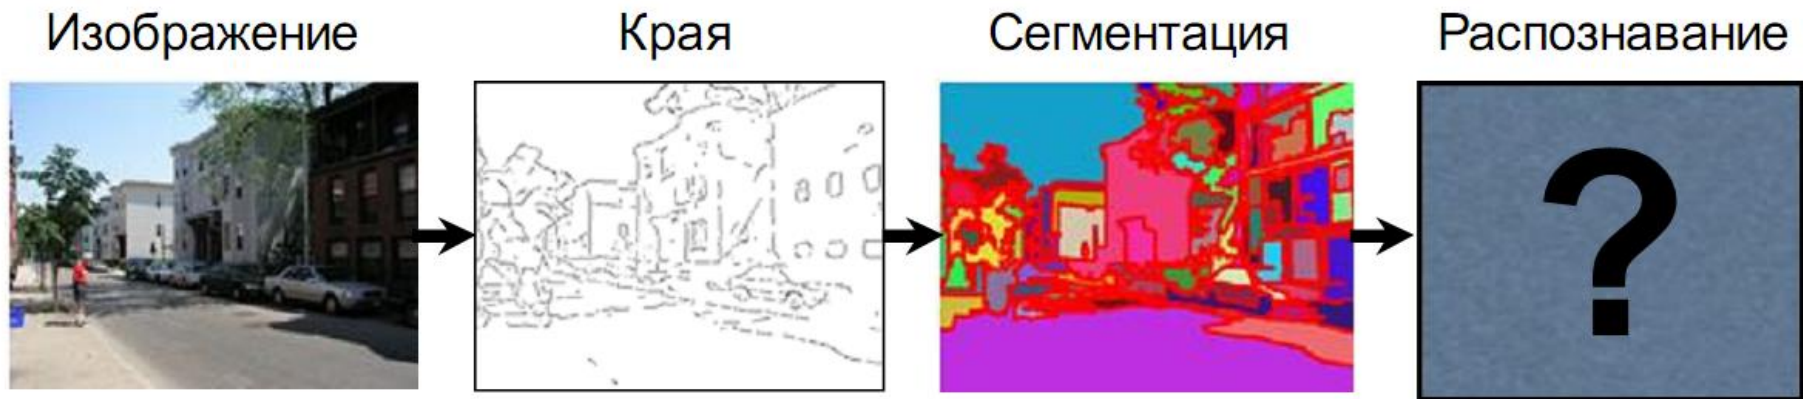 Изображение
Края
Сегментация
Распознавание
?